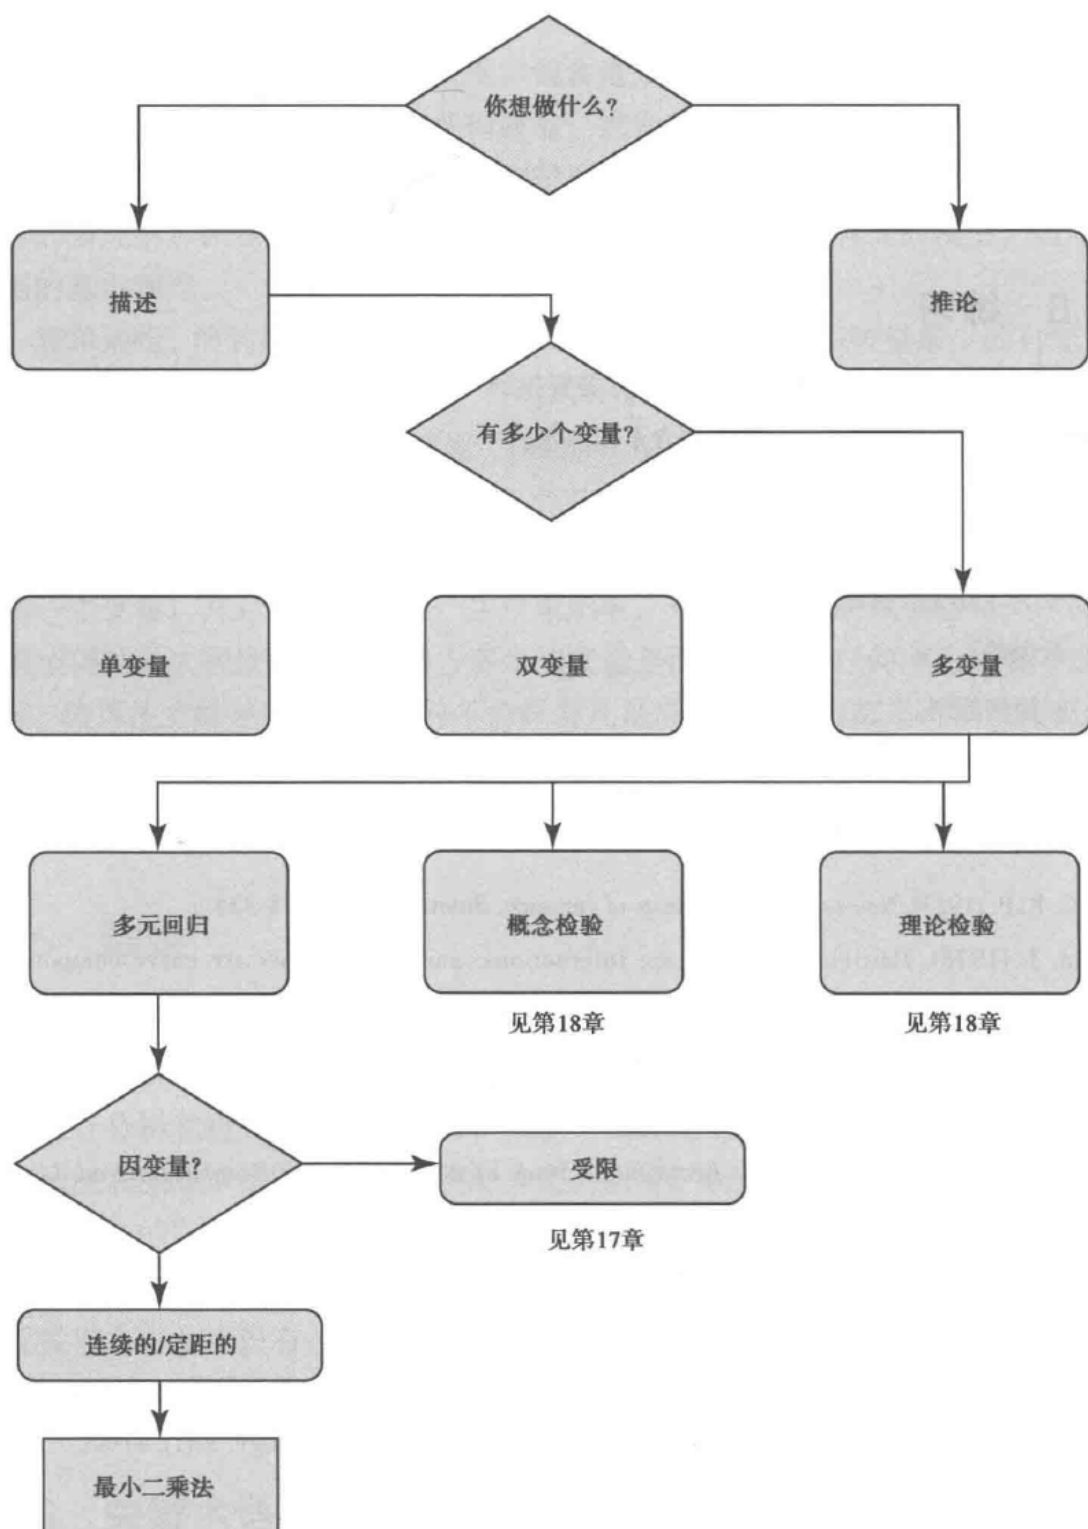 你想做什么?
描述
推论
有多少个变量?
单变量
双变量
多变量
多元回归
概念检验
理论检验
见第18章
见第18章
因变量?
受限
见第17章
连续的/定距的
最小二乘法